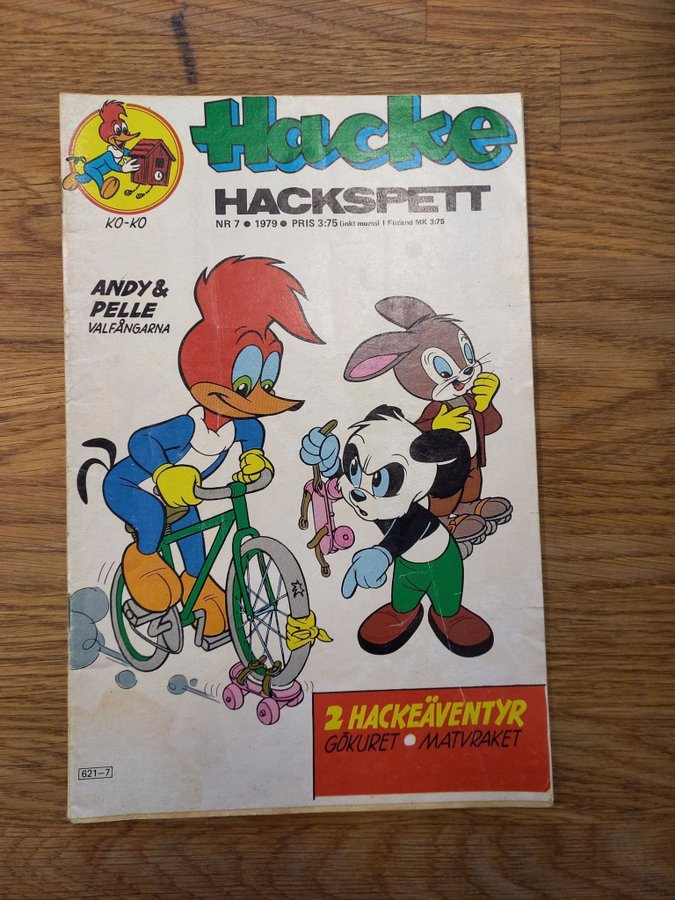 Hacke
HACKSPETT
NR 7 ● 1979 ● PRIS 3:75 (inkl moms) I Finland MK 3:75
KO-KO
ANDY &
PELLE
VALFÅNGARNA
2 HACKEÄVENTYR
GÖKURET ● MATVRAKET
621-7